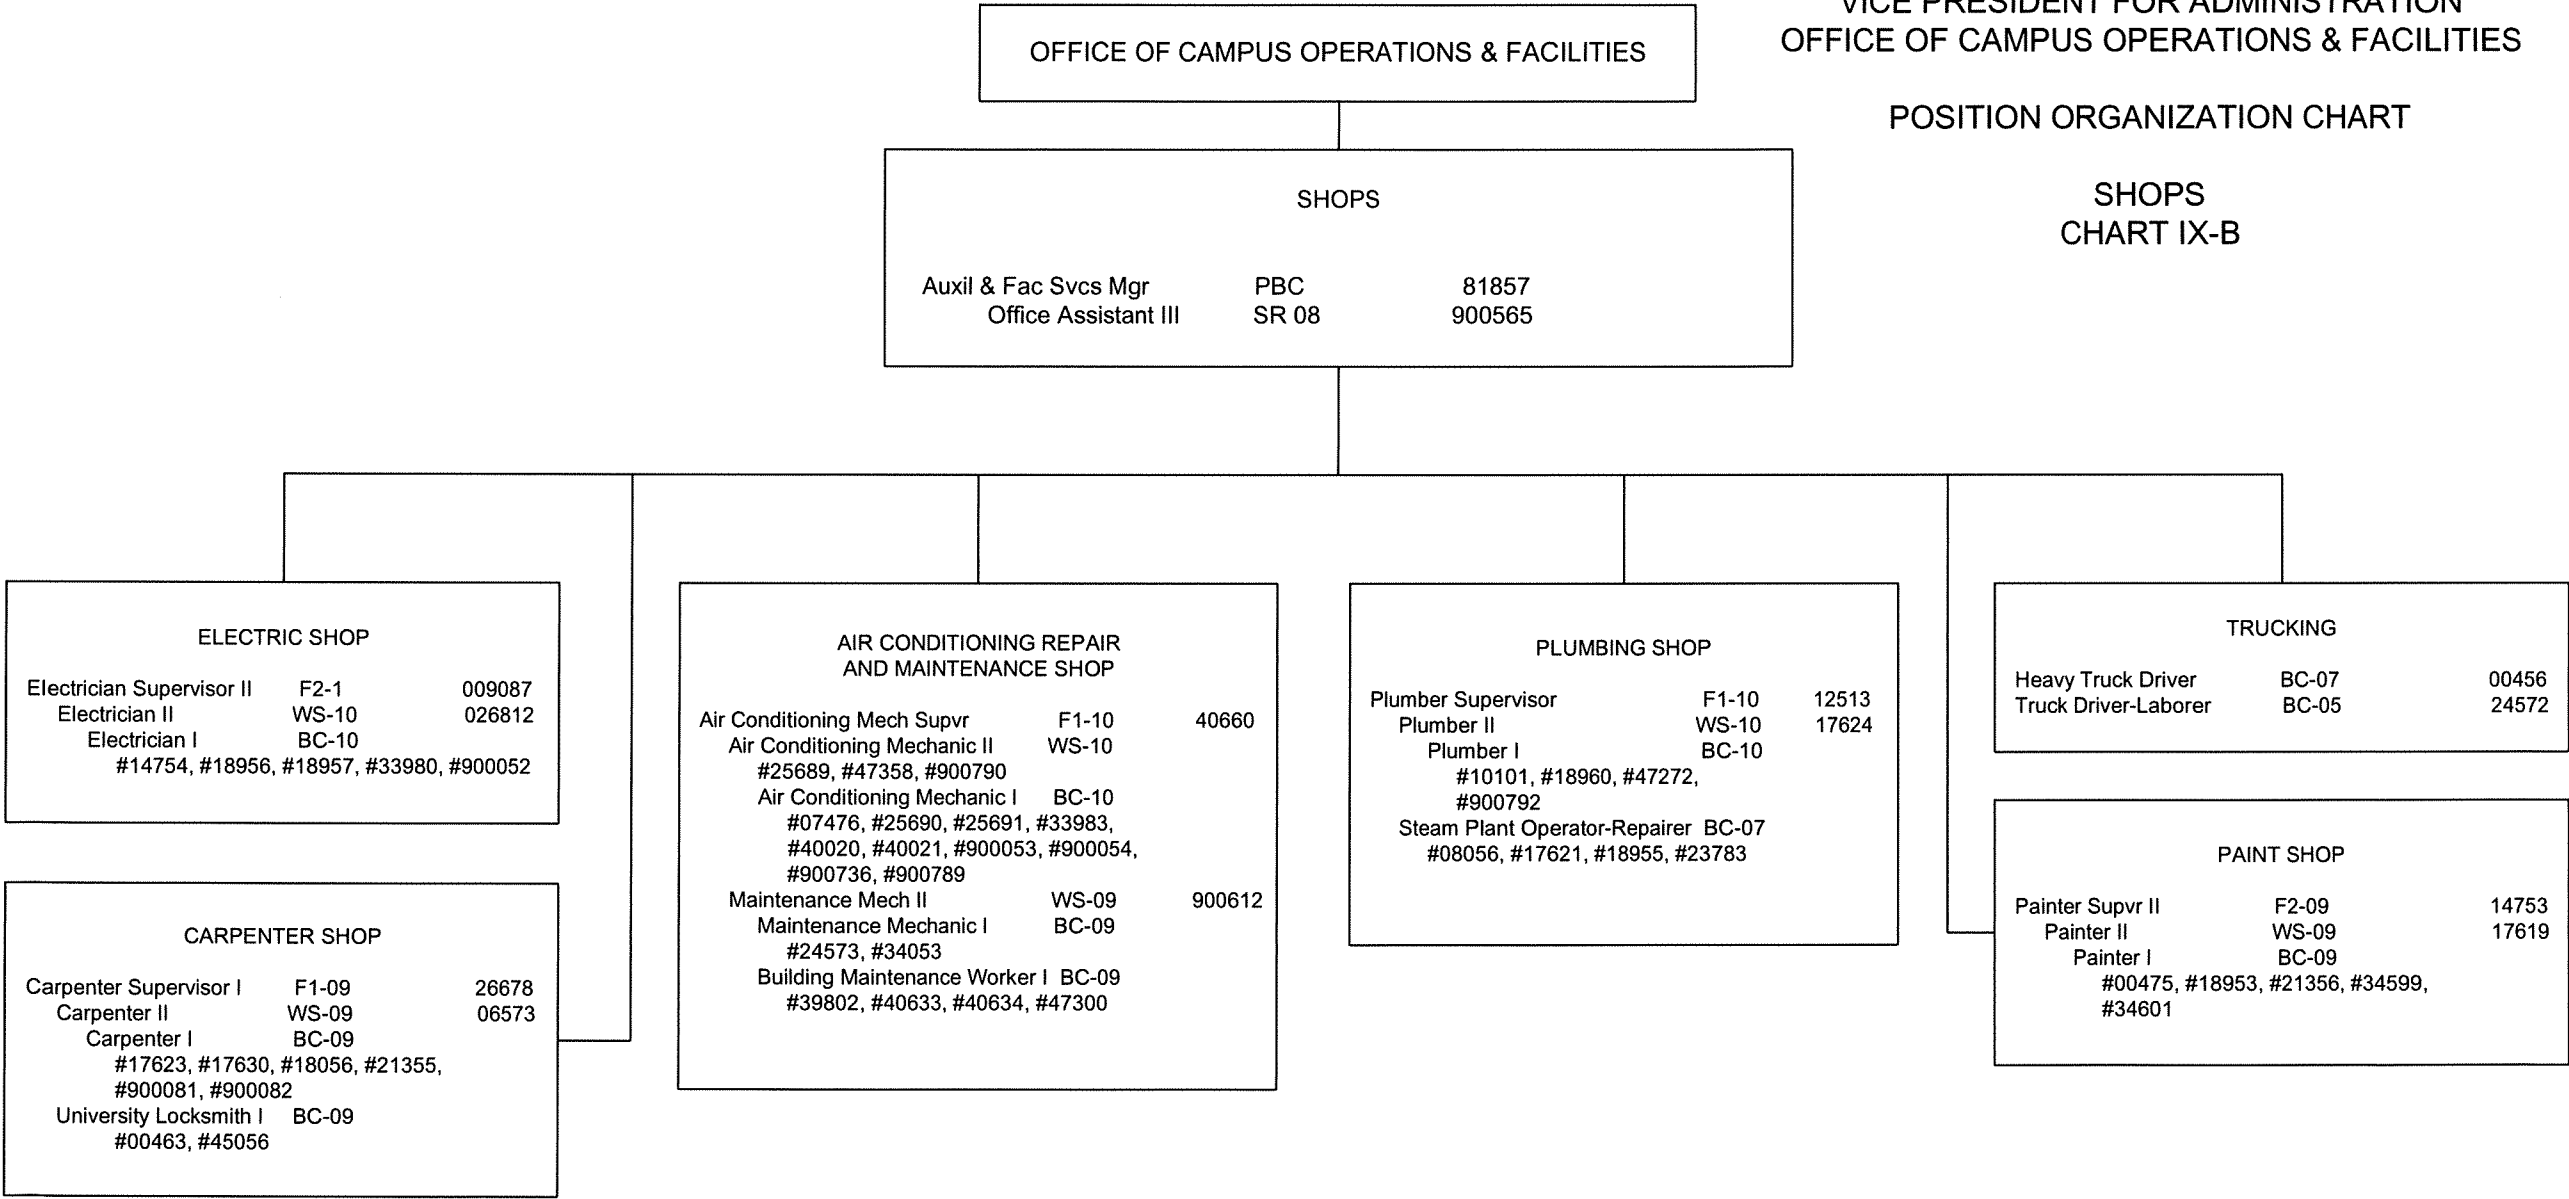 VICE PRESIDENT FOR ADMINISTRATION
OFFICE OF CAMPUS OPERATIONS & FACILITIES
POSITION ORGANIZATION CHART
SHOPS
CHART IX-B
OFFICE OF CAMPUS OPERATIONS & FACILITIES
SHOPS
Auxil & Fac Svcs Mgr PBC 81857
Office Assistant III SR 08 900565
ELECTRIC SHOP
Electrician Supervisor II F2-1 009087
Electrician II WS-10 026812
Electrician I BC-10
#14754, #18956, #18957, #33980, #900052
CARPENTER SHOP
Carpenter Supervisor I F1-09 26678
Carpenter II WS-09 06573
Carpenter I BC-09
#17623, #17630, #18056, #21355,
#900081, #900082
University Locksmith I BC-09
#00463, #45056
AIR CONDITIONING REPAIR
AND MAINTENANCE SHOP
Air Conditioning Mech Supvr F1-10 40660
Air Conditioning Mechanic II WS-10
#25689, #47358, #900790
Air Conditioning Mechanic I BC-10
#07476, #25690, #25691, #33983,
#40020, #40021, #900053, #900054,
#900736, #900789
Maintenance Mech II WS-09 900612
Maintenance Mechanic I BC-09
#24573, #34053
Building Maintenance Worker I BC-09
#39802, #40633, #40634, #47300
PLUMBING SHOP
Plumber Supervisor F1-10 12513
Plumber II WS-10 17624
Plumber I BC-10
#10101, #18960, #47272,
#900792
Steam Plant Operator-Repairer BC-07
#08056, #17621, #18955, #23783
TRUCKING
Heavy Truck Driver BC-07 00456
Truck Driver-Laborer BC-05 24572
PAINT SHOP
Painter Supvr II F2-09 14753
Painter II WS-09 17619
Painter I BC-09
#00475, #18953, #21356, #34599,
#34601